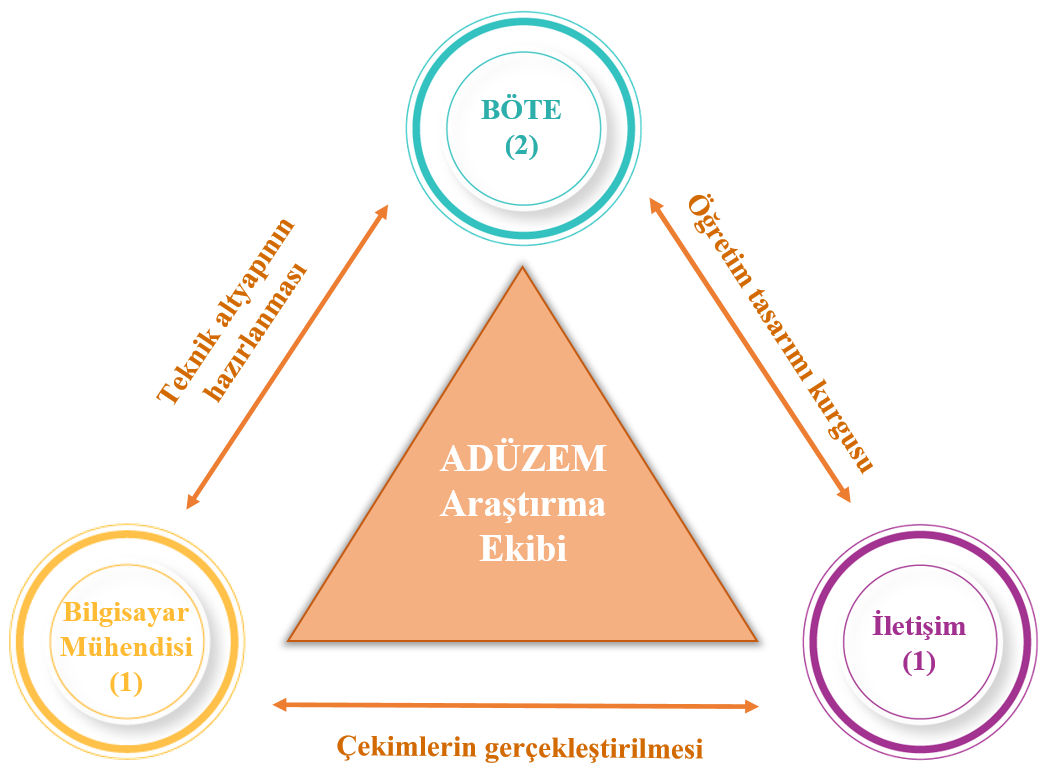 BÖTE
(2)
Teknik altyapının
hazırlanması
Öğretim tasarımı kurgusu
ADÜZEM
Araştırma
Ekibi
Bilgisayar
Mühendisi
(1)
İletişim
(1)
Çekimlerin gerçekleştirilmesi